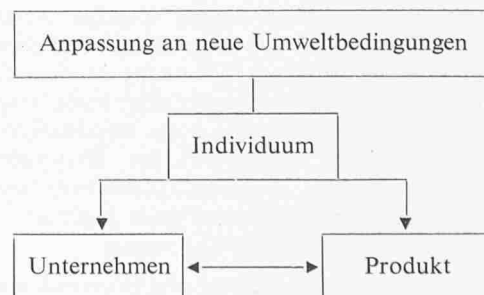 Anpassung an neue Umweltbedingungen
Individuum
Unternehmen
Produkt